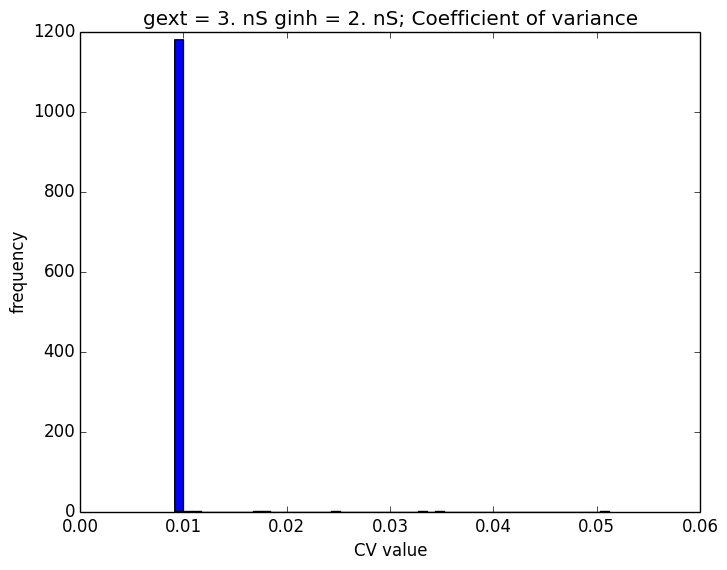 gext = 3. nS ginh = 2. nS; Coefficient of variance
1200
1000
800
600
400
200
0
frequency
0.00 0.01 0.02 0.03 0.04 0.05 0.06
CV value